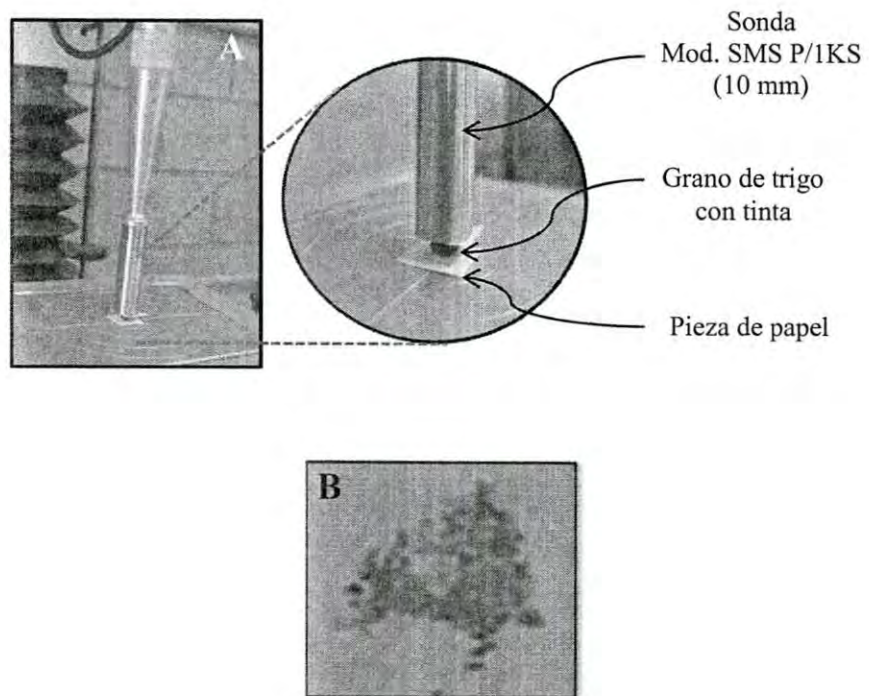 A
Sonda
Mod. SMS P/1KS
(10 mm)
Grano de trigo
con tinta
Pieza de papel
B